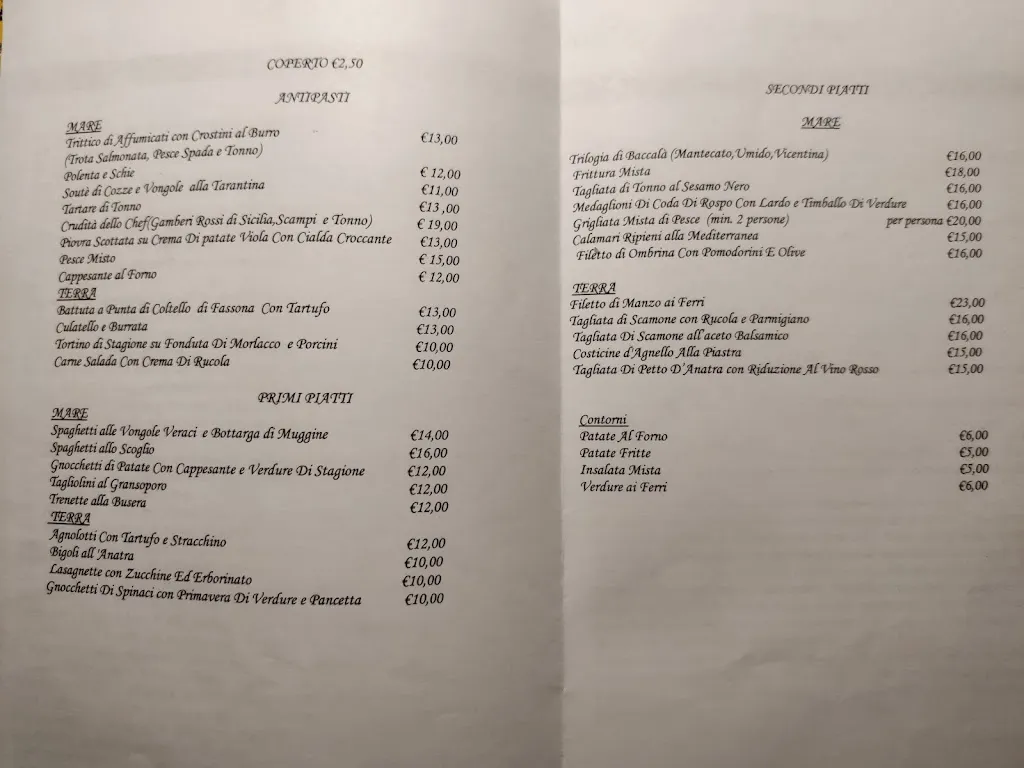 COPERTO €2,50
ANTIPASTI
MARE
Trittico di Affumicati con Crostini al Burro €13,00
(Trota Salmonata, Pesce Spada e Tonno)
Polenta e Schie € 12,00
Soutè di Cozze e Vongole alla Tarantina €11,00
Tartare di Tonno €13 ,00
Crudità dello Chef(Gamberi Rossi di Sicilia,Scampi e Tonno) € 19,00
Piovra Scottata su Crema Di patate Viola Con Cialda Croccante €13,00
Pesce Misto € 15,00
Cappesante al Forno € 12,00
TERRA
Battuta a Punta di Coltello di Fassona Con Tartufo €13,00
Culatello e Burrata €13,00
Tortino di Stagione su Fonduta Di Morlacco e Porcini €10,00
Carne Salada Con Crema Di Rucola €10,00
PRIMI PIATTI
MARE
Spaghetti alle Vongole Veraci e Bottarga di Muggine €14,00
Spaghetti allo Scoglio €16,00
Gnocchetti di Patate Con Cappesante e Verdure Di Stagione €12,00
Tagliolini al Gransoporo €12,00
Trenette alla Busera €12,00
TERRA
Agnolotti Con Tartufo e Stracchino €12,00
Bigoli all'Anatra €10,00
Lasagnette con Zucchine Ed Erborinato €10,00
Gnocchetti Di Spinaci con Primavera Di Verdure e Pancetta €10,00
SECONDI PIATTI
MARE
Trilogia di Baccalà (Mantecato,Umido,Vicentina) €16,00
Frittura Mista €18,00
Tagliata di Tonno al Sesamo Nero €16,00
Medaglioni Di Coda Di Rospo Con Lardo e Timballo Di Verdure €16,00
Grigliata Mista di Pesce (min. 2 persone) per persona €20,00
Calamari Ripieni alla Mediterranea €15,00
Filetto di Ombrina Con Pomodorini E Olive €16,00
TERRA
Filetto di Manzo ai Ferri €23,00
Tagliata di Scamone con Rucola e Parmigiano €16,00
Tagliata Di Scamone all'aceto Balsamico €16,00
Costicine d'Agnello Alla Piastra €15,00
Tagliata Di Petto D'Anatra con Riduzione Al Vino Rosso €15,00
Contorni
Patate Al Forno €6,00
Patate Fritte €5,00
Insalata Mista €5,00
Verdure ai Ferri €6,00